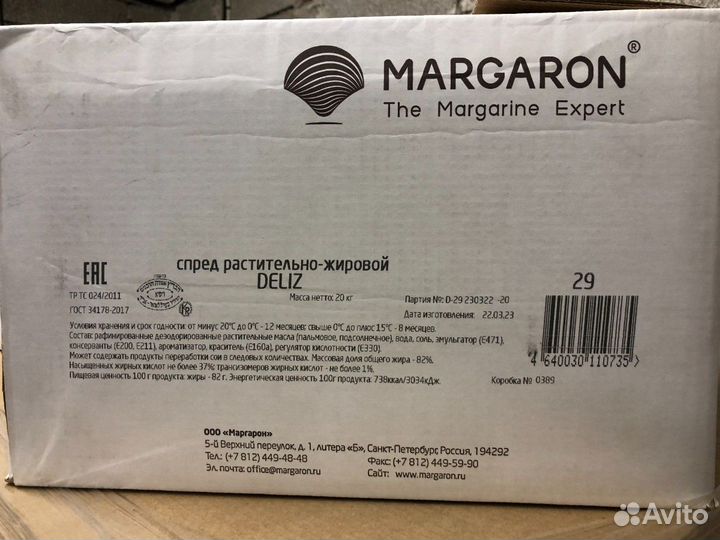 MARGARON®
The Margarine Expert
EAC
ТР ТС 024/2011
ГОСТ 34178-2017
спред растительно-жировой
DELIZ
Масса нетто: 20 кг
Партия №: D-29 230322 -20
Дата изготовления: 22.03.23
29
Условия хранения и срок годности: от минус 20°С до 0°С - 12 месяцев; свыше 0°С до плюс 15°С - 8 месяцев.
Состав: рафинированные дезодорированные растительные масла (пальмовое, подсолнечное), вода, соль, эмульгатор (Е471),
консерванты (Е200, Е211), ароматизатор, краситель (Е160а), регулятор кислотности (Е330).
Может содержать продукты переработки сои в следовых количествах. Массовая доля общего жира - 82%.
Насыщенных жирных кислот не более 37%; трансизомеров жирных кислот - не более 1%.
Пищевая ценность 100 г продукта: жиры - 82 г. Энергетическая ценность 100г продукта: 738ккал/3034кДж.
4 640030 110735 >
Коробка № 0389
ООО «Маргарон»
5-й Верхний переулок, д. 1, литера «Б», Санкт-Петербург, Россия, 194292
Тел.: (+7 812) 449-48-48
Факс: (+7 812) 449-59-90
Эл. почта: office@margaron.ru
Сайт: www.margaron.ru
Avito